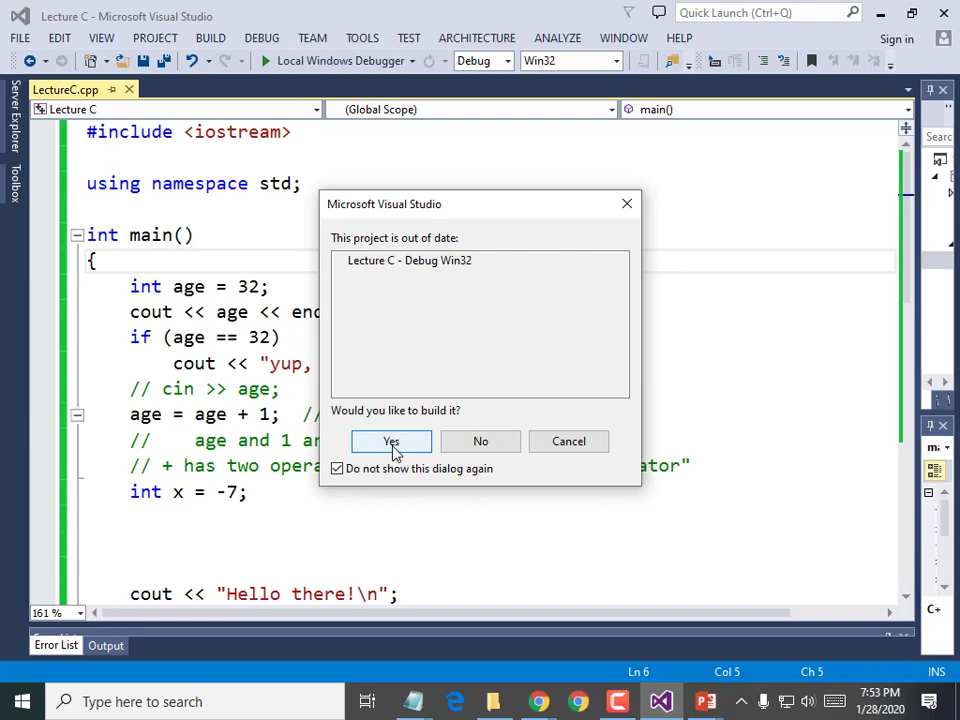 Lecture C - Microsoft Visual Studio
Quick Launch (Ctrl+Q)
FILE EDIT VIEW PROJECT BUILD DEBUG TEAM TOOLS TEST ARCHITECTURE ANALYZE WINDOW HELP Sign in
Local Windows Debugger Debug Win32
Server Explorer
Toolbox
LectureC.cpp
Lecture C (Global Scope) main()
Searc
#include <iostream>
using namespace std;
int main()
{
int age = 32;
cout << age << end
if (age == 32)
cout << "yup,
// cin >> age;
age = age + 1; //
// age and 1 a
// + has two opera ator"
int x = -7;
cout << "Hello there!\n";
Microsoft Visual Studio
This project is out of date:
Lecture C - Debug Win32
Would you like to build it?
Yes No Cancel
Do not show this dialog again
C+
161 %
Error List Output
Ln 6 Col 5 Ch 5 INS
Type here to search
7:53 PM
1/28/2020